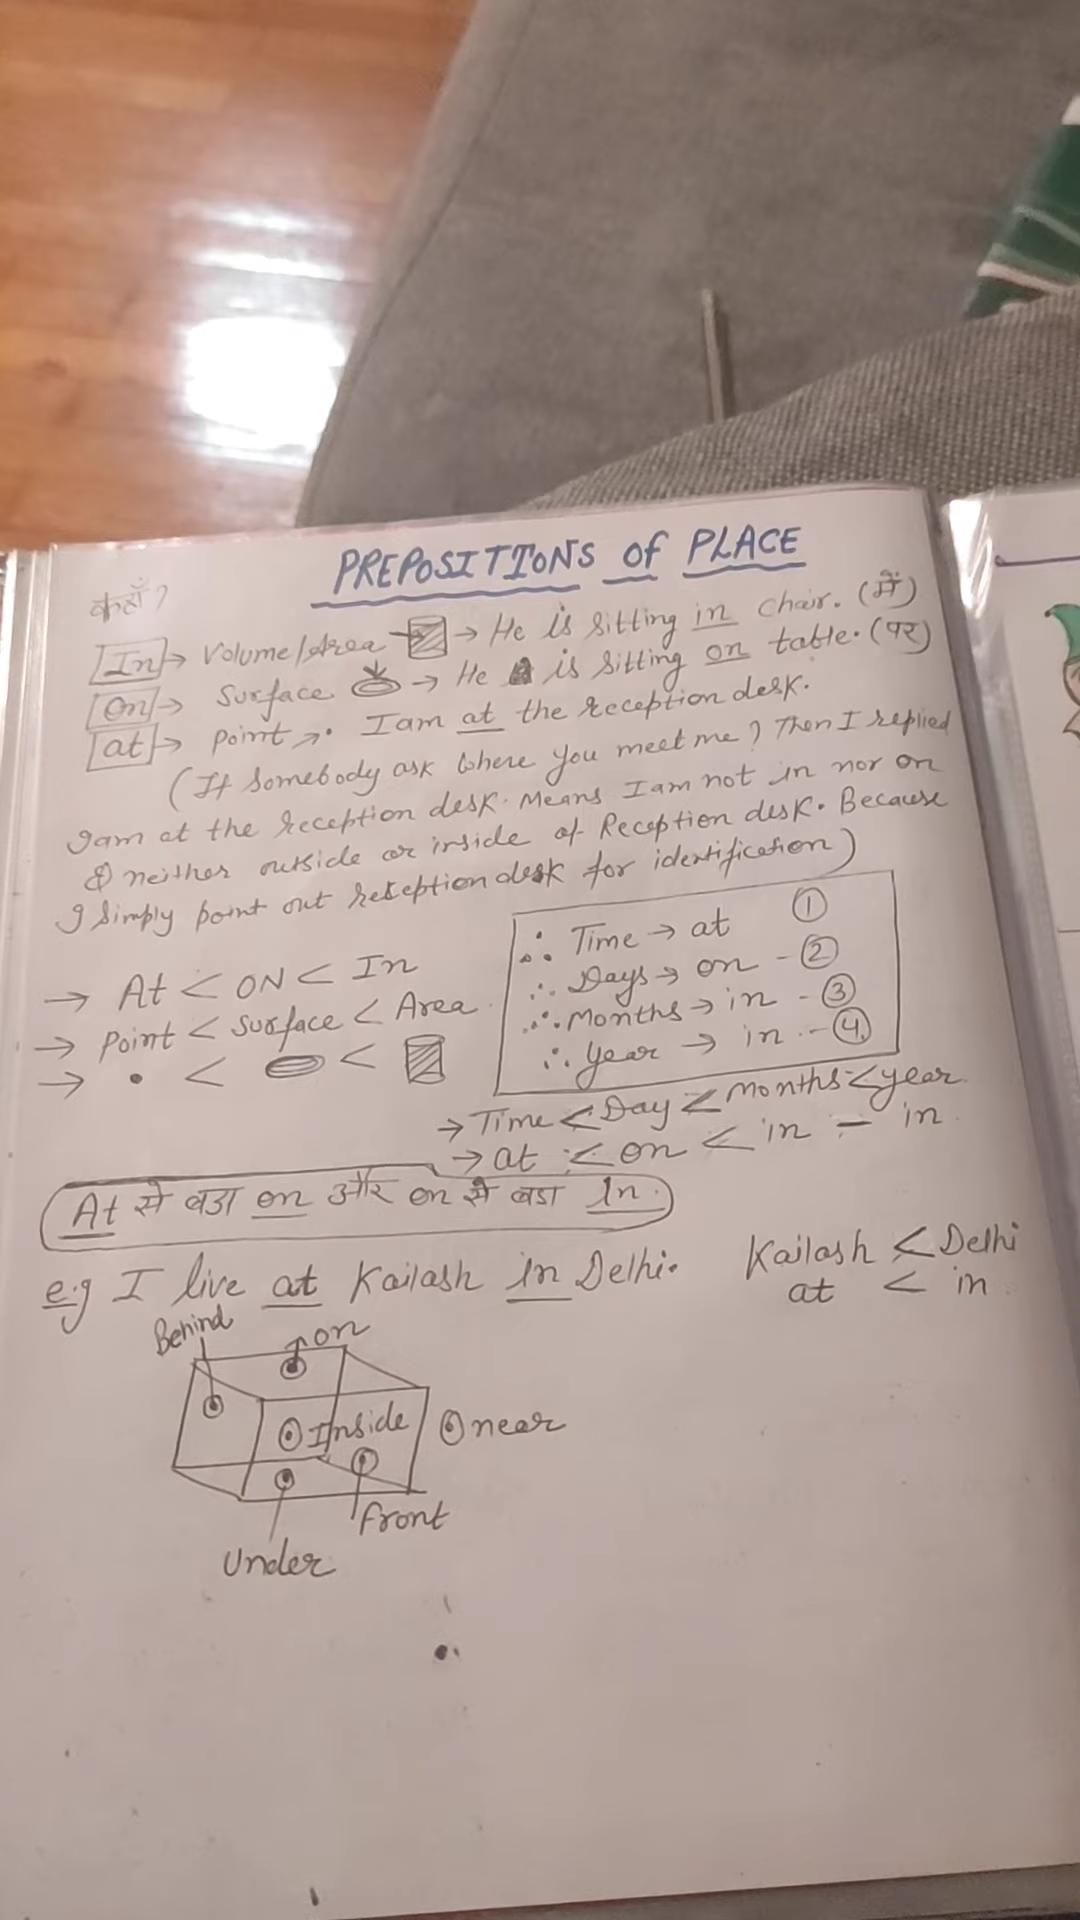 PREPOSITIONS of PLACE
कहाँ?
In → Volume/Area → He is sitting in chair. (में)
on → Surface → He is sitting on table. (पर)
at → point → . I am at the reception desk.
(If somebody ask where you meet me? Then I replied
I am at the reception desk. Means I am not in nor on
& neither outside or inside of Reception desk. Because
I simply point out reception desk for identification)
→ At < ON < In
→ Point < Surface < Area
→ • < <
∴ Time → at ①
∴ Days → on - ②
∴ Months → in - ③
∴ Year → in - ④
→ Time < Day < Months < year
→ at < on < in – in
At से बड़ा on और on से बडा In.
e.g I live at Kailash in Delhi.
Kailash < Delhi
at < in
Behind
on
Inside
near
front
under